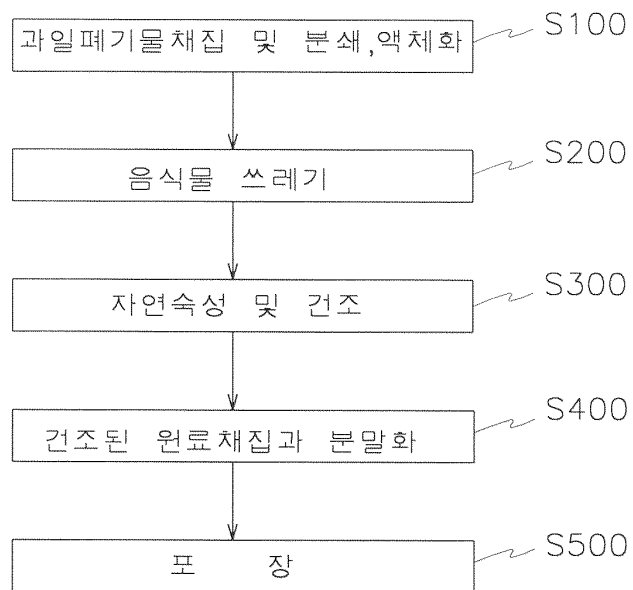 과일폐기물채집 및 분쇄,액체화 S100
음식물 쓰레기 S200
자연숙성 및 건조 S300
건조된 원료채집과 분말화 S400
포 장 S500